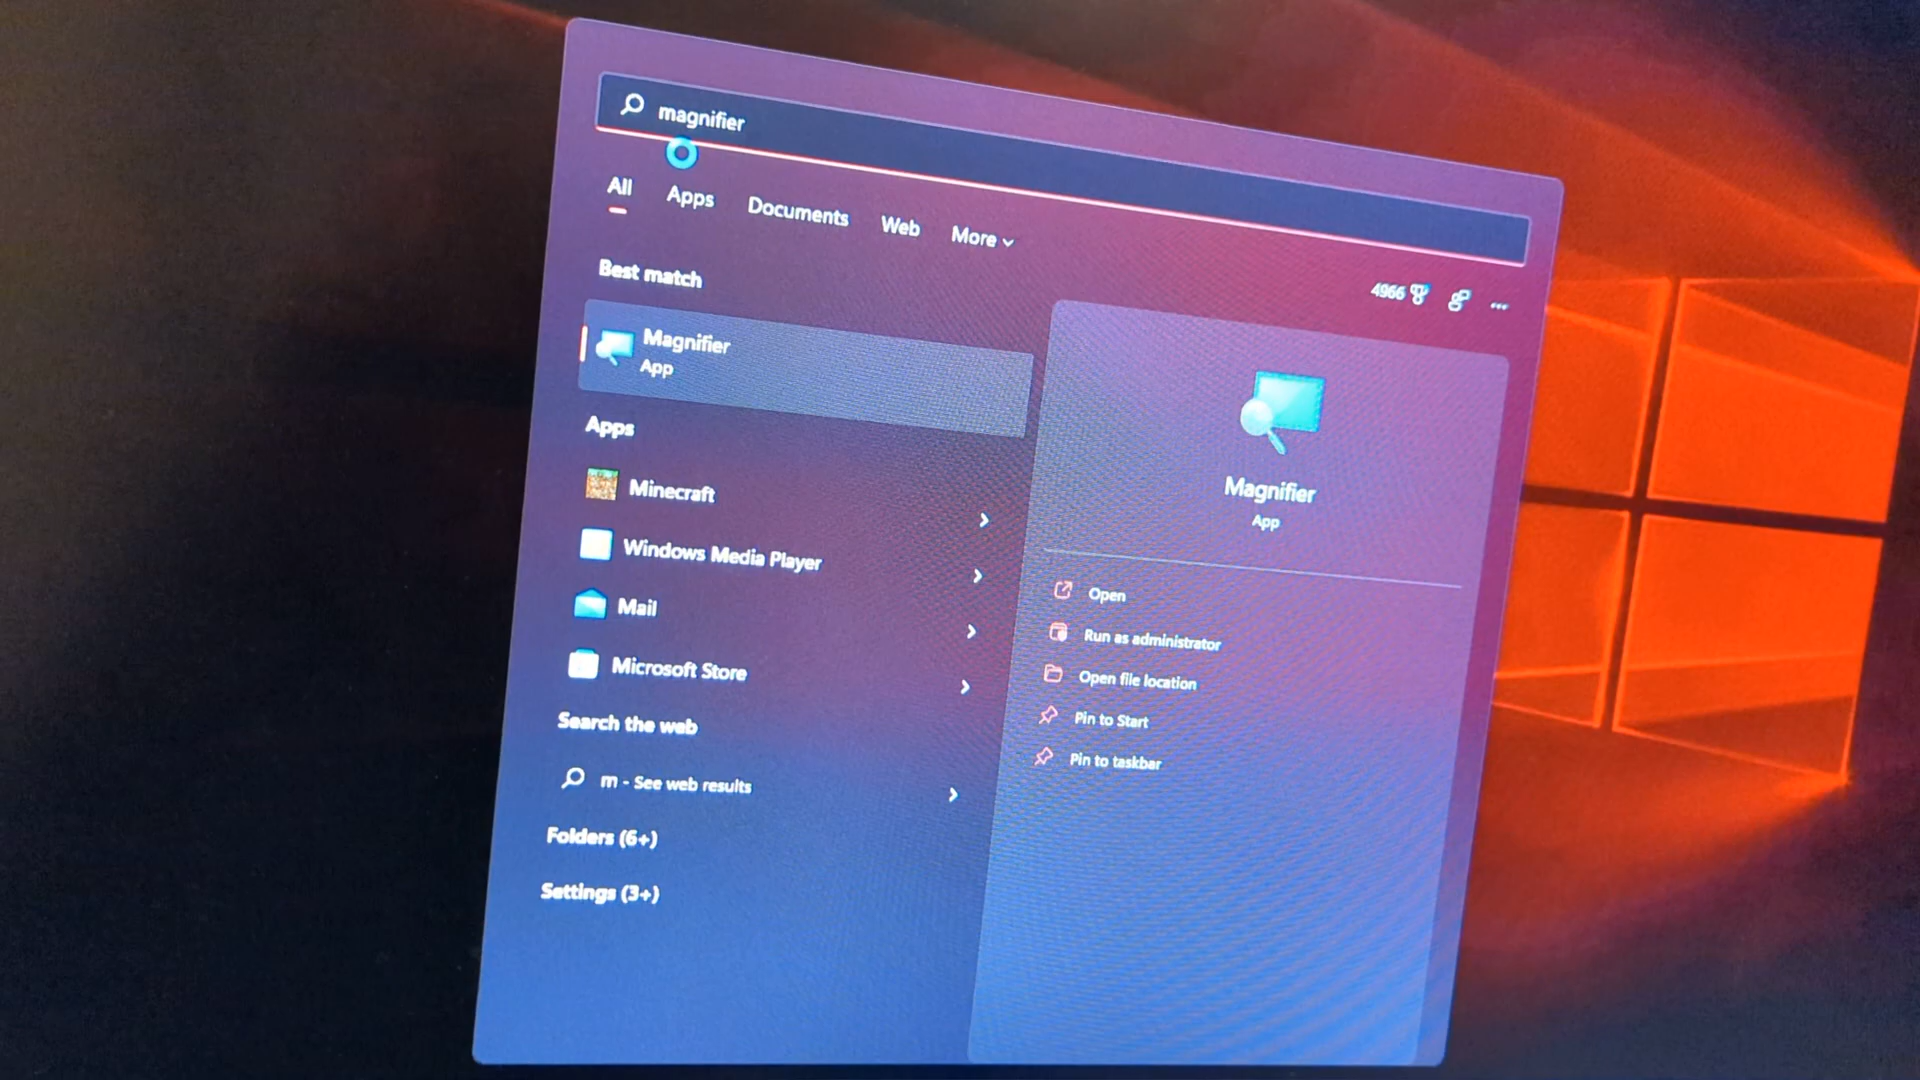 magnifier
All Apps Documents Web More
4966
Best match
Magnifier
App
Apps
Minecraft
Windows Media Player
Mail
Microsoft Store
Search the web
m - See web results
Folders (6+)
Settings (3+)
Magnifier
App
Open
Run as administrator
Open file location
Pin to Start
Pin to taskbar